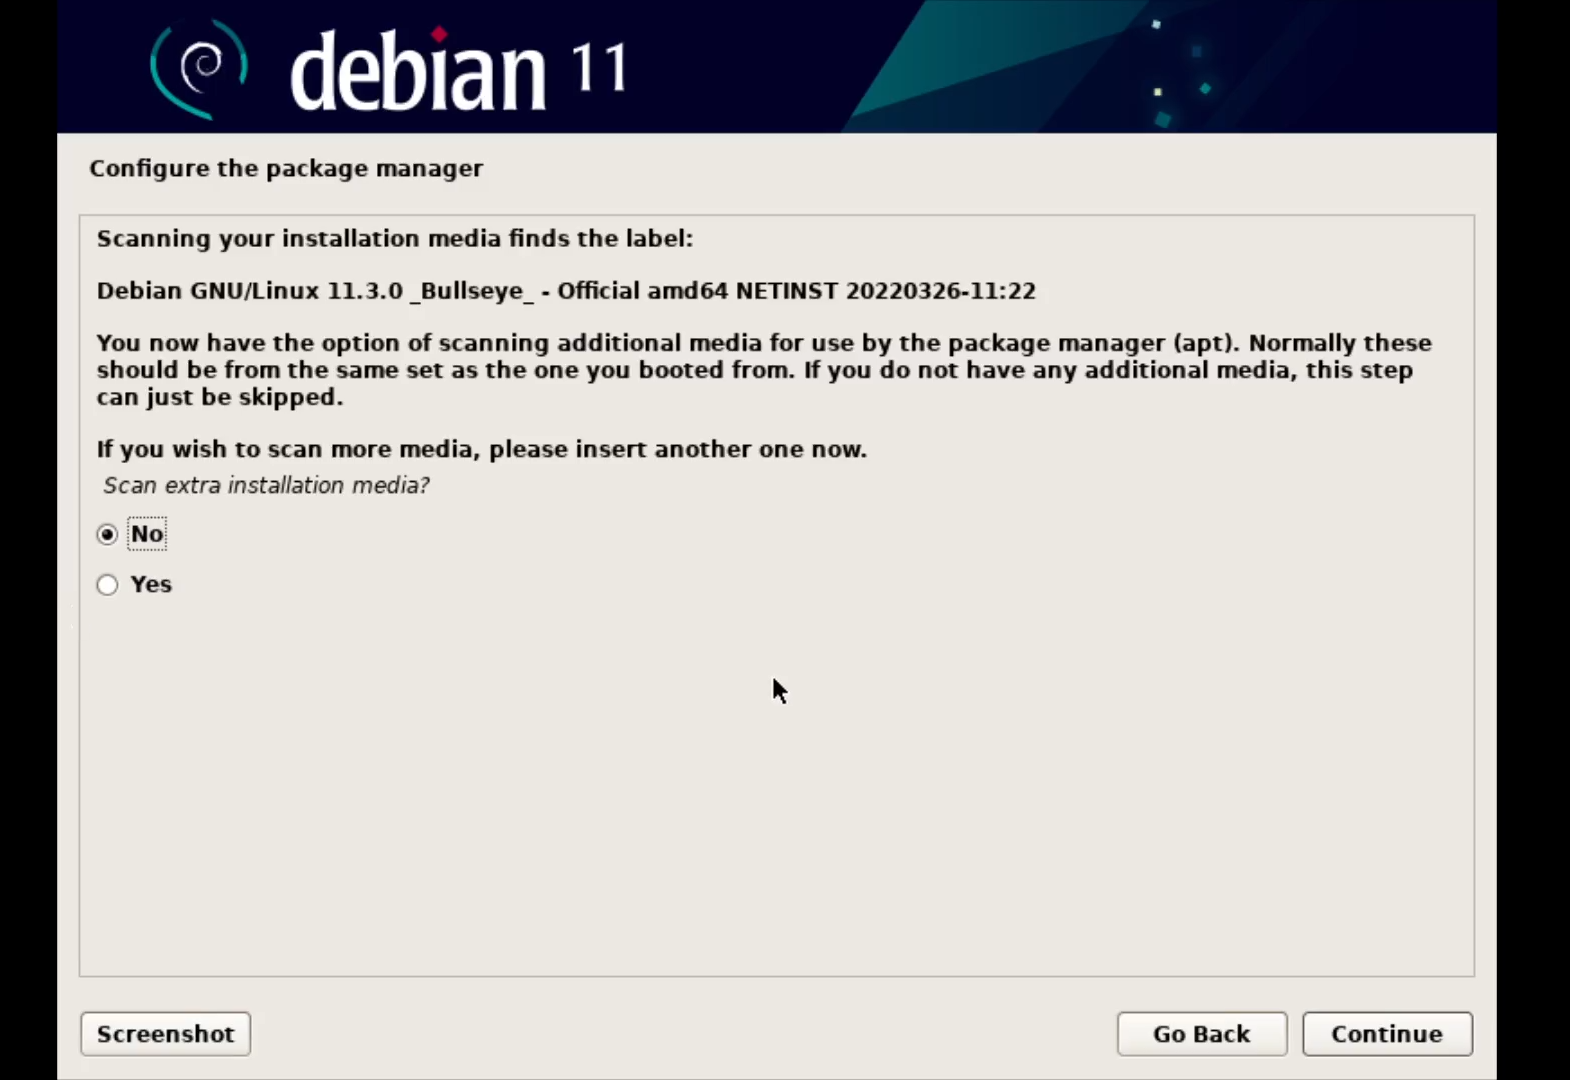 debian 11
Configure the package manager
Scanning your installation media finds the label:
Debian GNU/Linux 11.3.0 _Bullseye_ - Official amd64 NETINST 20220326-11:22
You now have the option of scanning additional media for use by the package manager (apt). Normally these
should be from the same set as the one you booted from. If you do not have any additional media, this step
can just be skipped.
If you wish to scan more media, please insert another one now.
Scan extra installation media?
No
Yes
Screenshot
Go Back
Continue